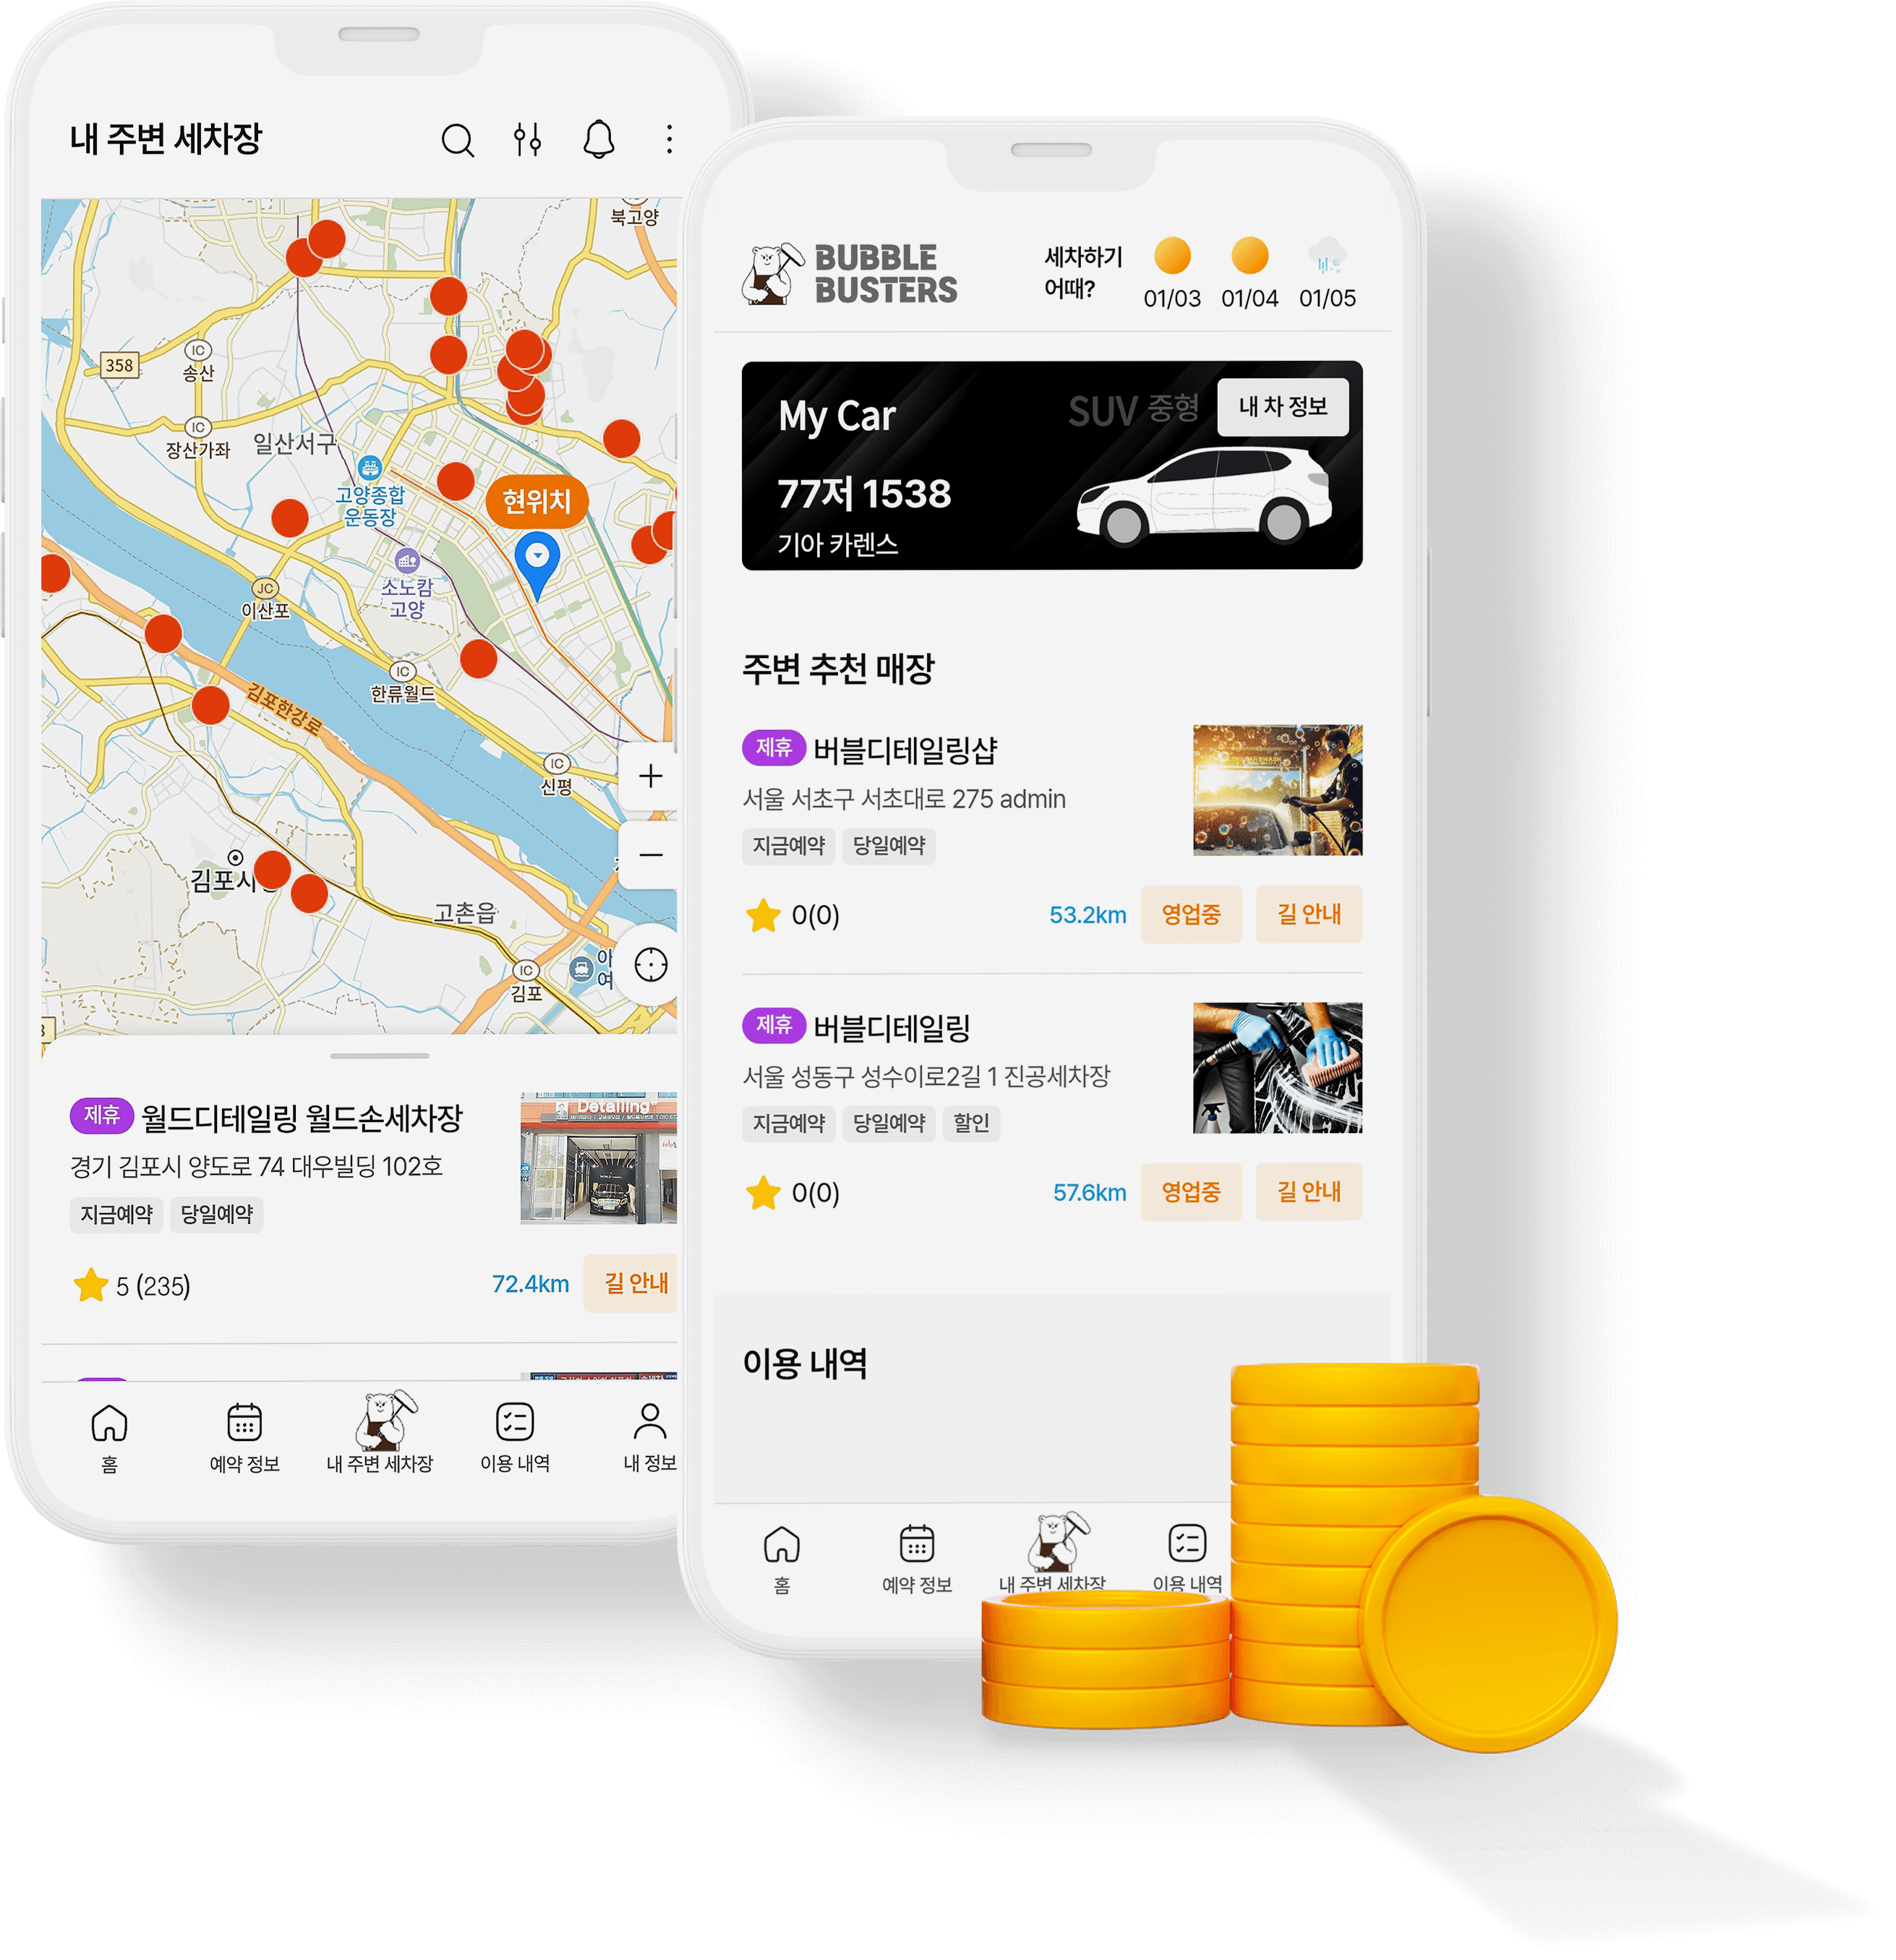 내 주변 세차장
북고양
358
IC
송산
IC
장산가좌
일산서구
고양종합
운동장
현위치
소노캄
고양
JC
이산포
IC
한류월드
김포한강로
IC
신평
김포시
고촌읍
IC
김포
아
여
제휴 월드디테일링 월드손세차장
경기 김포시 양도로 74 대우빌딩 102호
지금예약 당일예약
Detailing
5 (235)
72.4km 길 안내
홈 예약 정보 내 주변 세차장 이용 내역 내 정보
BUBBLE
BUSTERS
세차하기
어때?
01/03 01/04 01/05
My Car
SUV 중형
내 차 정보
77저 1538
기아 카렌스
주변 추천 매장
제휴 버블디테일링샵
서울 서초구 서초대로 275 admin
지금예약 당일예약
0(0)
53.2km 영업중 길 안내
제휴 버블디테일링
서울 성동구 성수이로2길 1 진공세차장
지금예약 당일예약 할인
0(0)
57.6km 영업중 길 안내
이용 내역
홈 예약 정보 내 주변 세차장 이용 내역